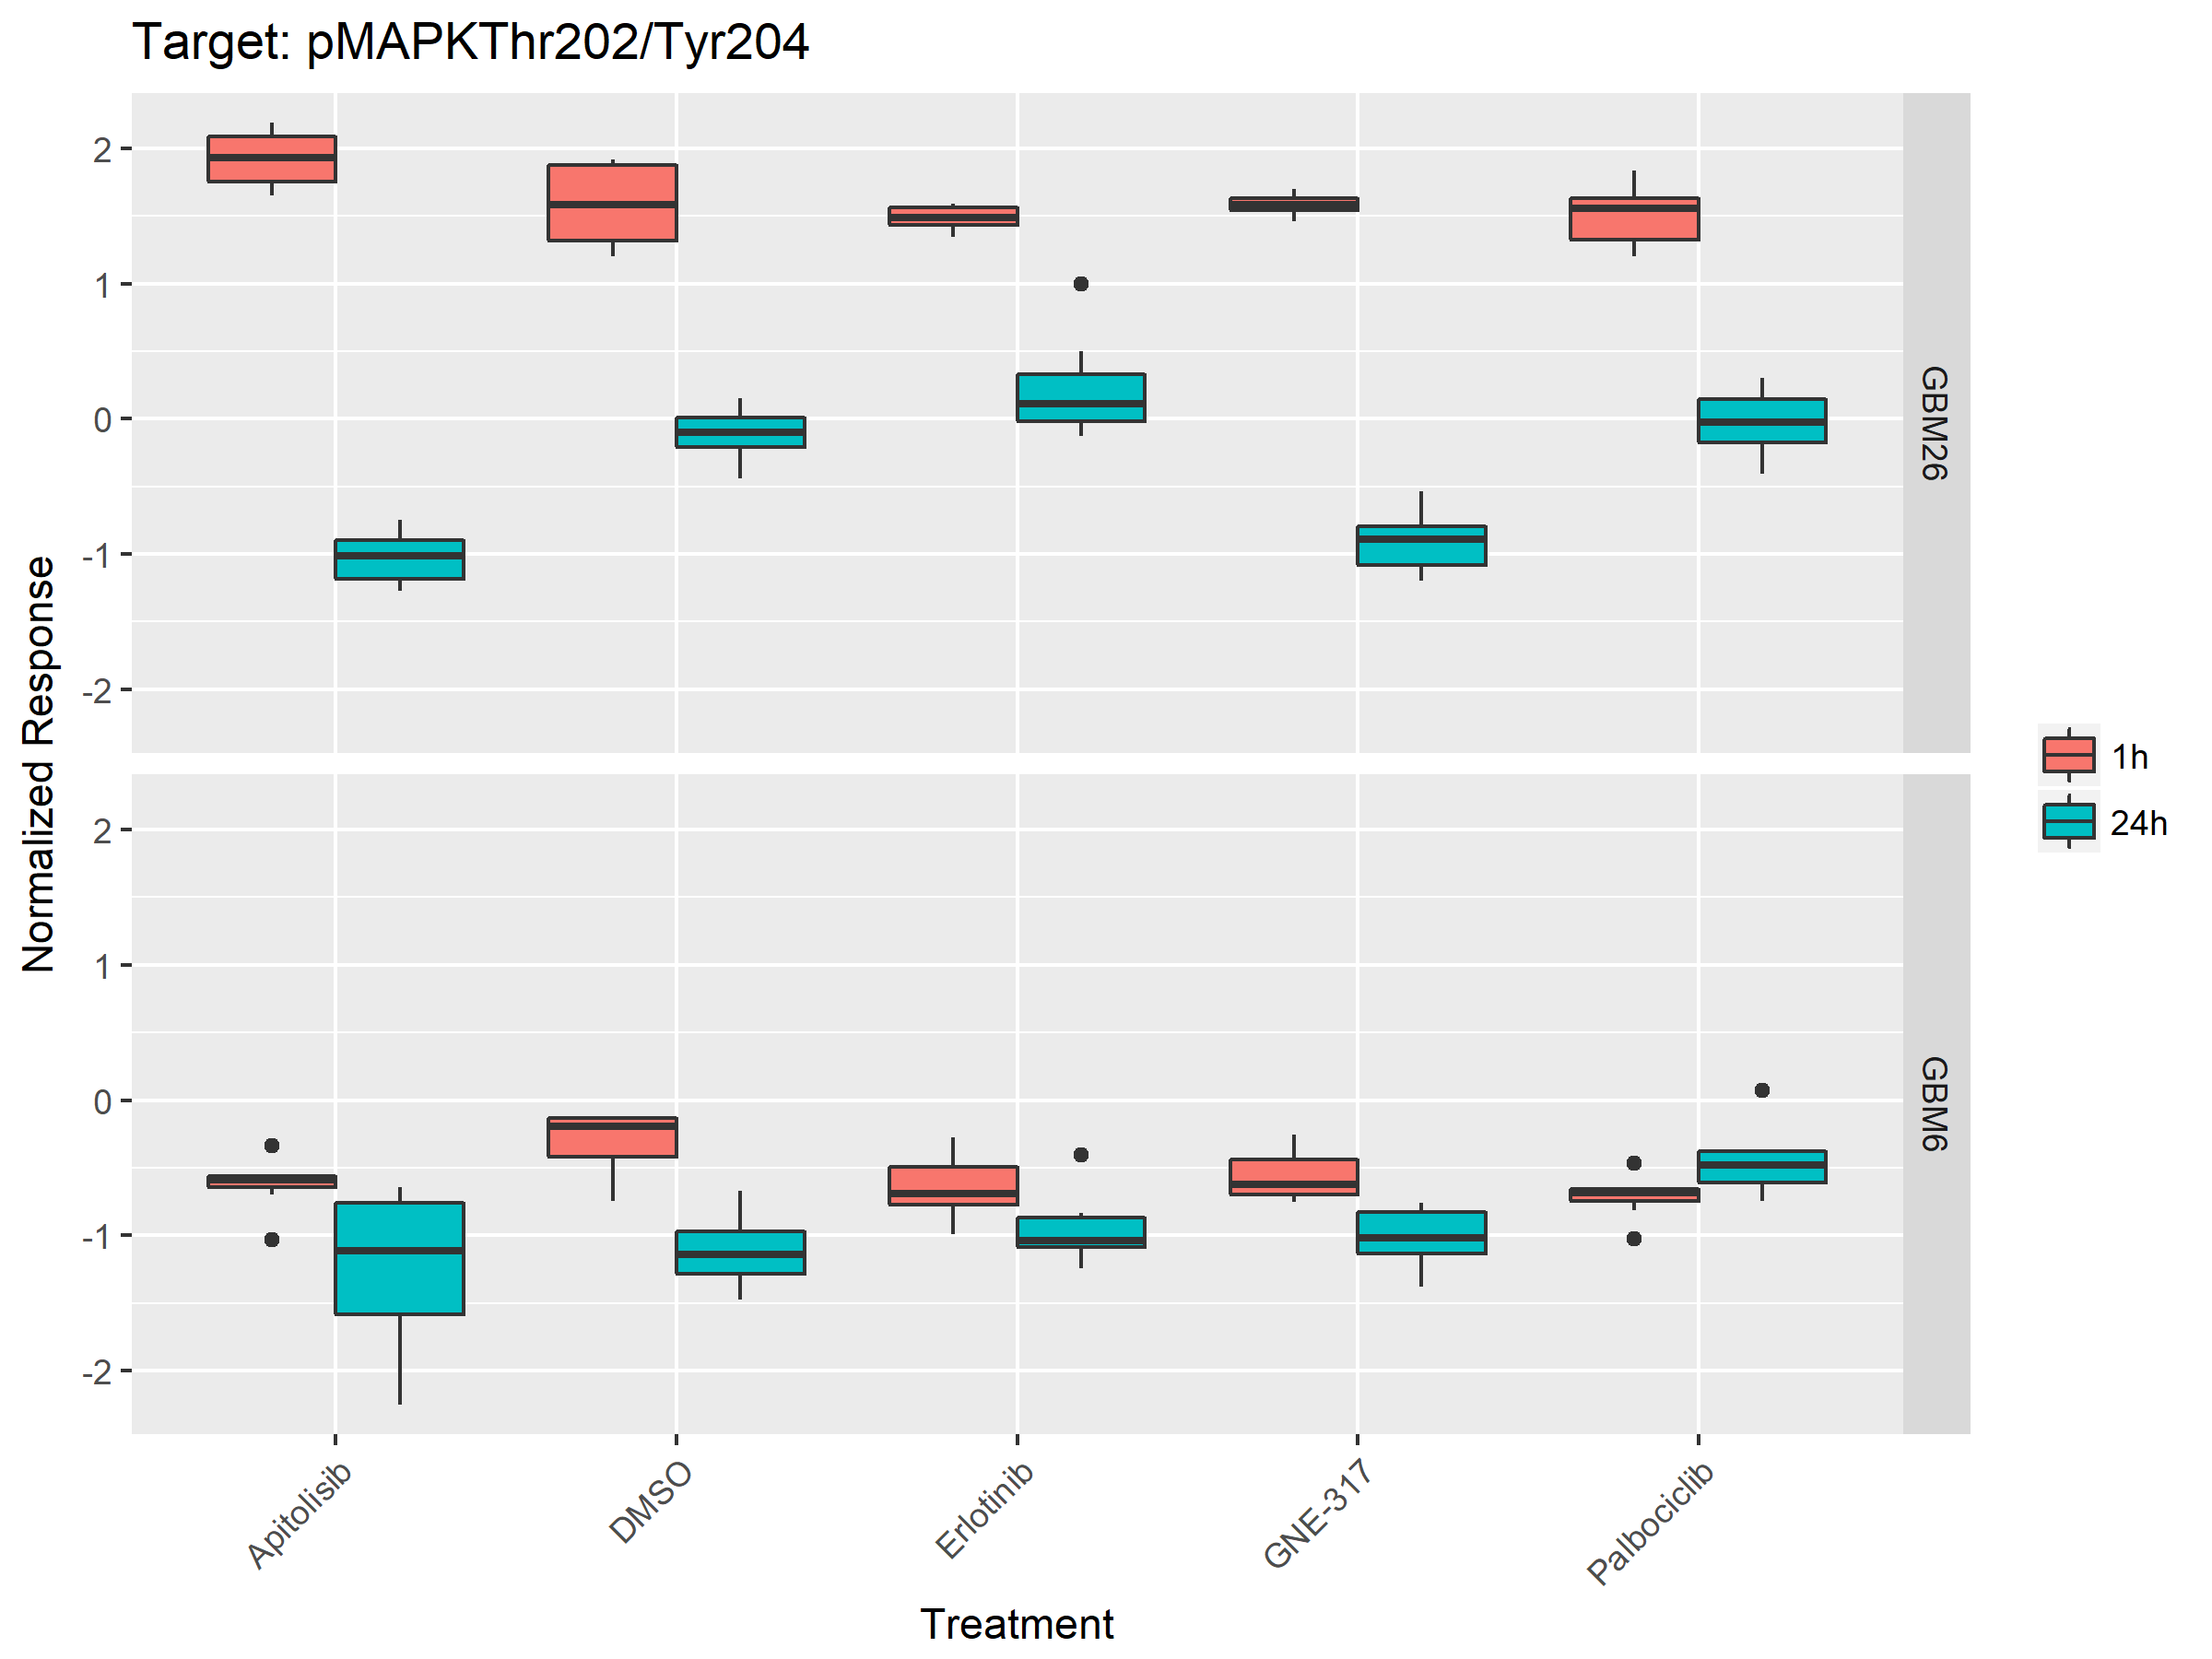 Target: pMAPKThr202/Tyr204
Normalized Response
2
1
0
-1
-2
GBM26
2
1
0
-1
-2
GBM6
Apitolisib
DMSO
Erlotinib
GNE-317
Palbociclib
Treatment
1h
24h